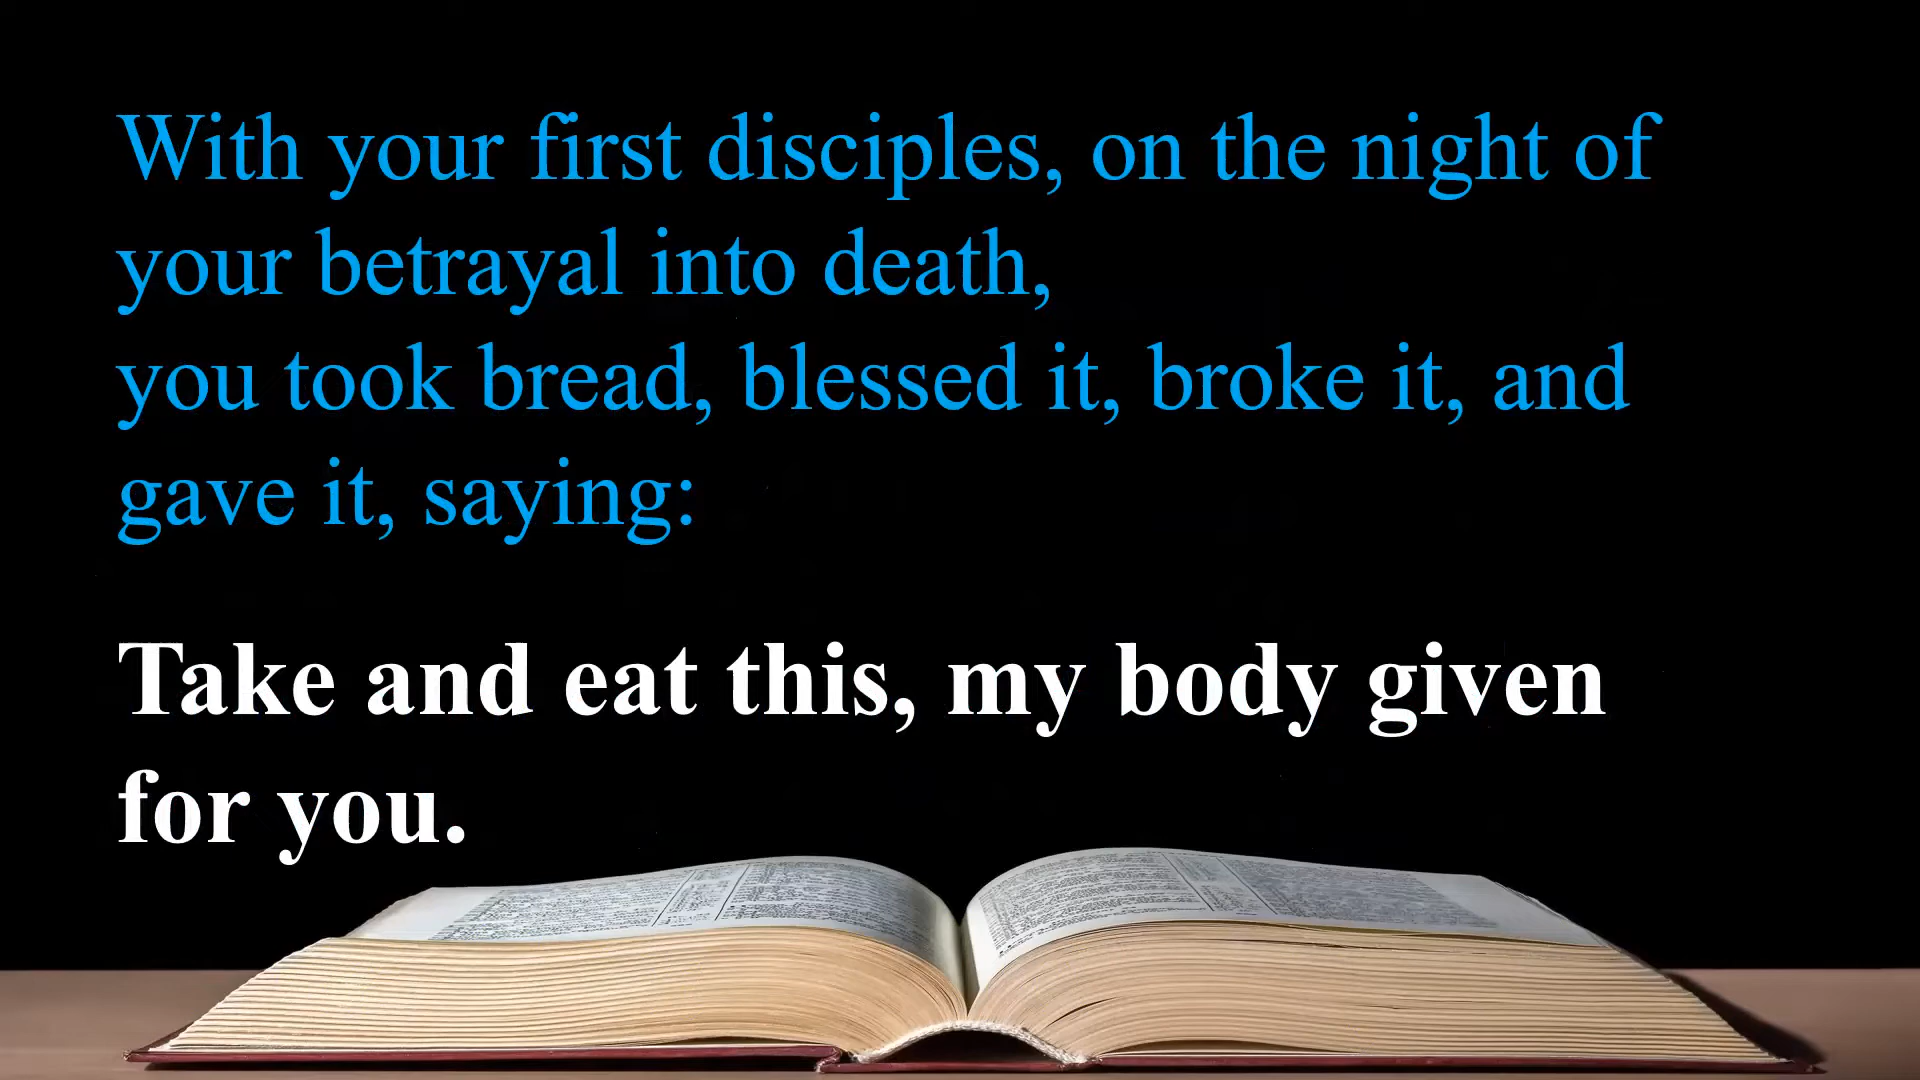 With your first disciples, on the night of
your betrayal into death,
you took bread, blessed it, broke it, and
gave it, saying:
Take and eat this, my body given
for you.